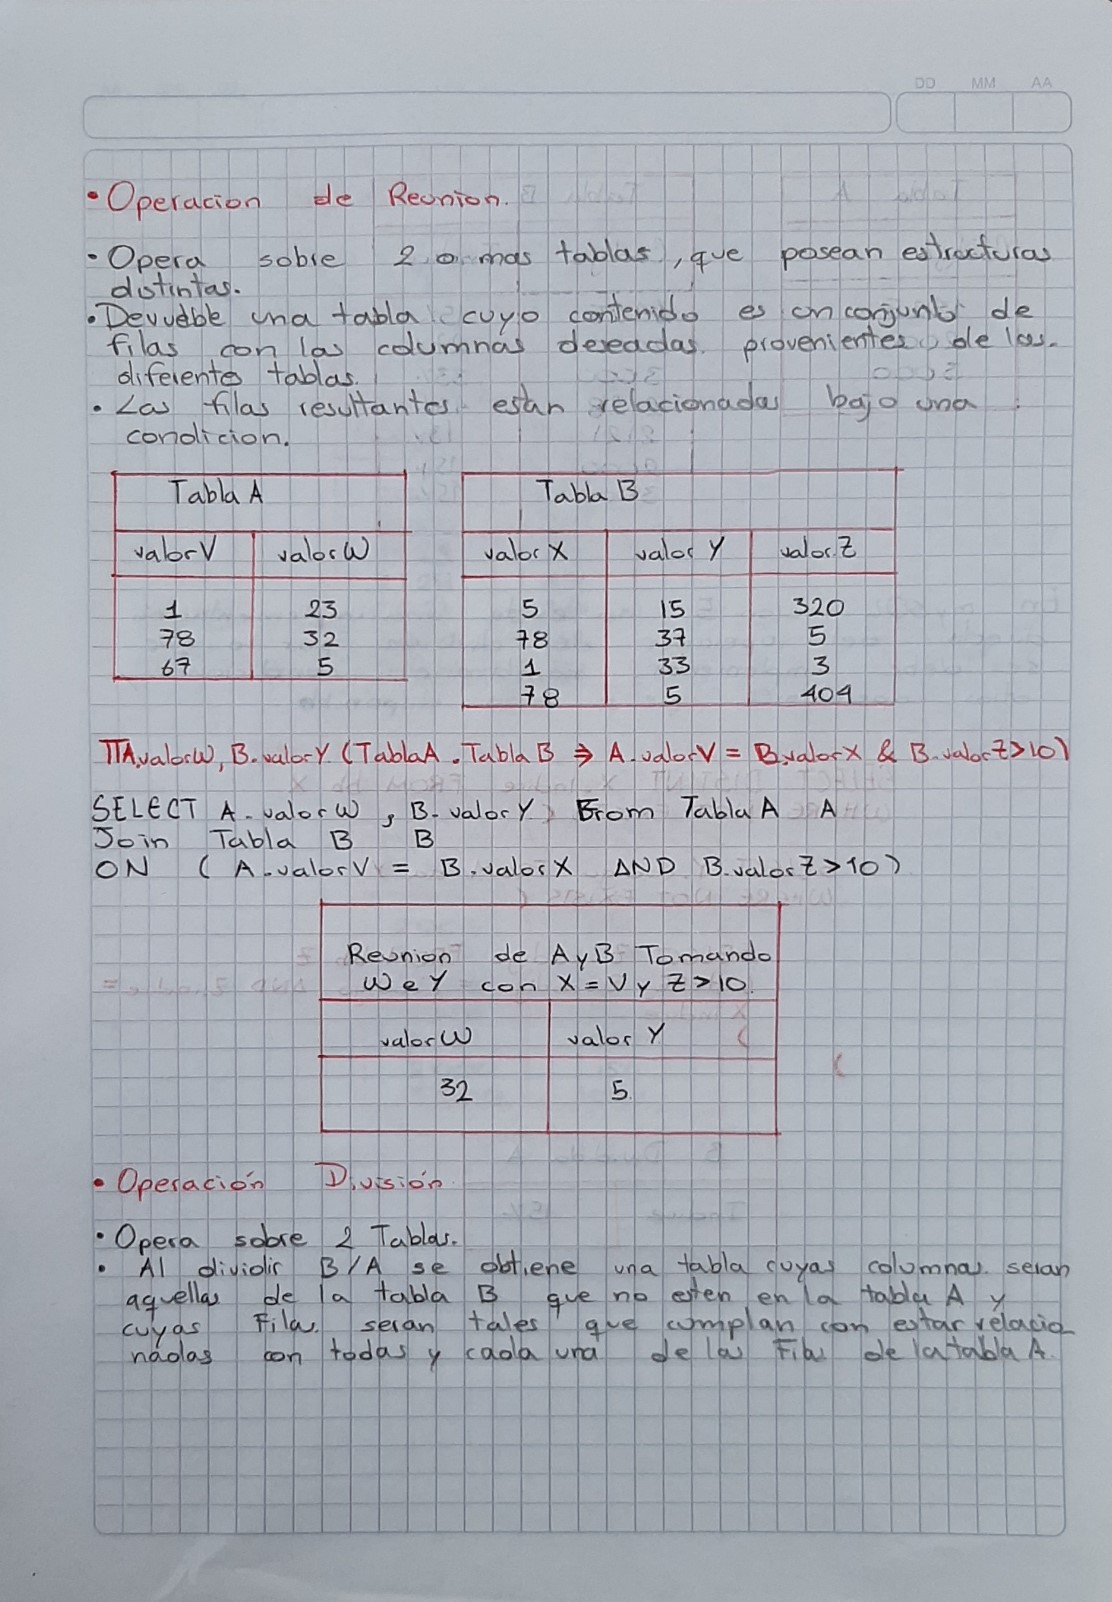 DD MM AA
• Operacion de Reunion.
• Opera sobre 2 o mas tablas, que posean estructuras
distintas.
• Devuelve una tabla cuyo contenido es un conjunto de
filas con las columnas deseadas provenientes de las
diferentes tablas.
• Las filas resultantes estan relacionadas bajo una
condicion.
Tabla A Tabla B
valorV valorW valorX valorY valorZ
1 23 5 15 320
78 32 78 37 5
67 5 1 33 3
78 5 404
ΠA.valorW, B.valorY (TablaA . Tabla B ⇒ A.valorV = B.valorX & B.valorZ>10)
SELECT A.valorW , B.valorY From Tabla A A
Join Tabla B B
ON ( A.valorV = B.valorX AND B.valorZ>10)
Reunion de A y B Tomando
W e Y con X = V y Z > 10.
valorW valor Y
32 5
• Operación División
• Opera sobre 2 Tablas.
• Al dividir B/A se obtiene una tabla cuyas columnas seran
aquellas de la tabla B que no esten en la tabla A y
cuyas Filas seran tales que cumplan con estar relacio
nadas con todas y cada una de las Filas de la tabla A.